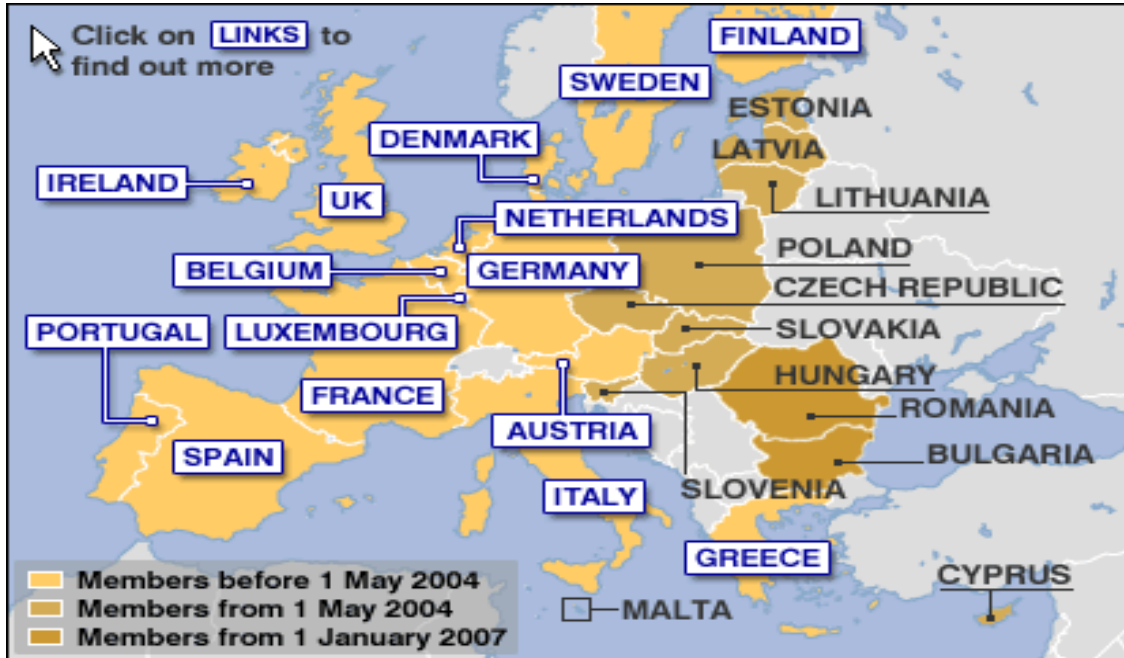 Click on LINKS to
find out more
FINLAND
SWEDEN
ESTONIA
DENMARK
LATVIA
IRELAND
UK
LITHUANIA
NETHERLANDS
POLAND
BELGIUM
GERMANY
CZECH REPUBLIC
PORTUGAL
LUXEMBOURG
SLOVAKIA
HUNGARY
FRANCE
ROMANIA
AUSTRIA
SPAIN
BULGARIA
SLOVENIA
ITALY
GREECE
CYPRUS
MALTA
Members before 1 May 2004
Members from 1 May 2004
Members from 1 January 2007